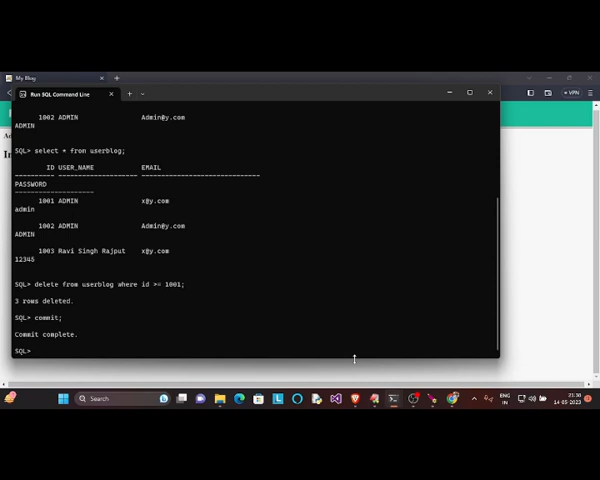 My Blog
VPN
Run SQL Command Line
1002 ADMIN Admin@y.com
ADMIN
SQL> select * from userblog;
ID USER_NAME EMAIL
---------- -------------------- ------------------------------
PASSWORD
--------------------
1001 ADMIN x@y.com
admin
1002 ADMIN Admin@y.com
ADMIN
1003 Ravi Singh Rajput x@y.com
12345
SQL> delete from userblog where id >= 1001;
3 rows deleted.
SQL> commit;
Commit complete.
SQL>
Search
ENG
IN
21:38
14-05-2023